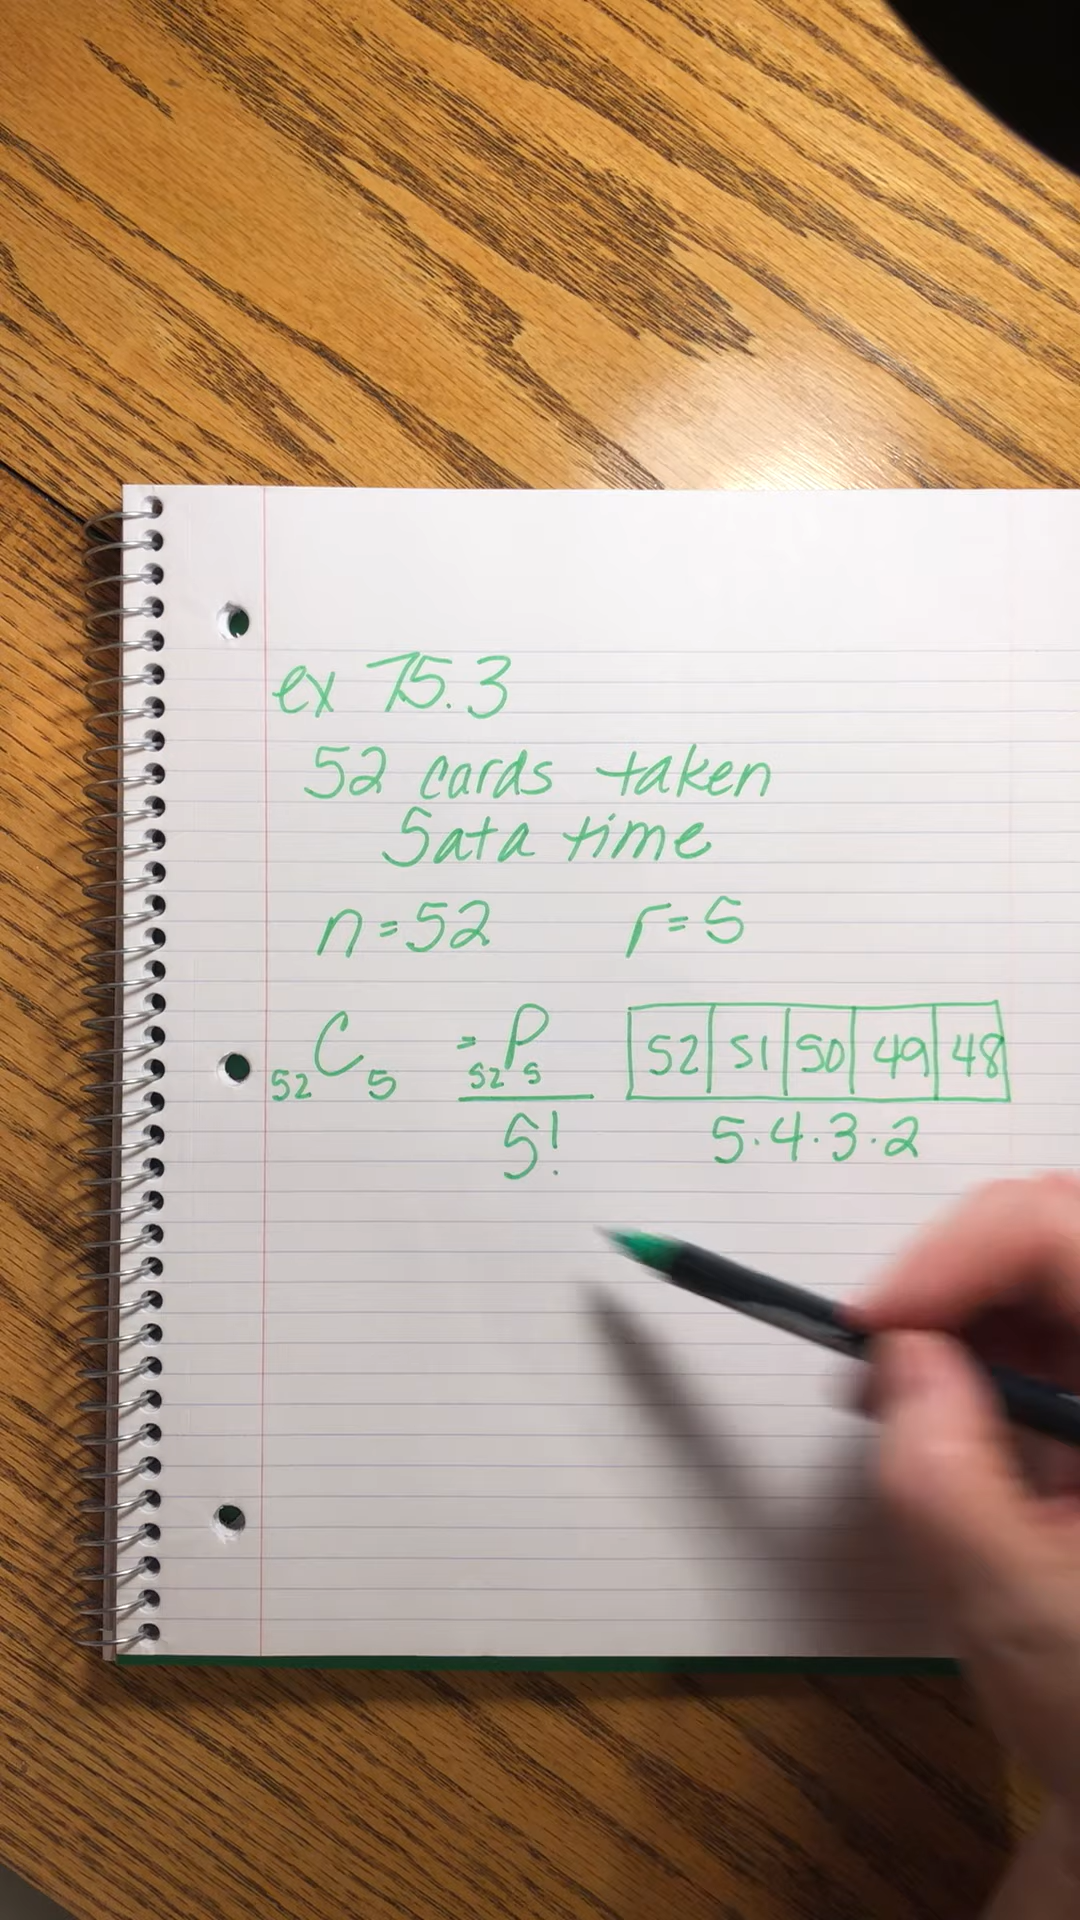 ex 75.3
52 cards taken
5 at a time
n = 52 r = 5
52C5 = 52P5 52 51 50 49 48
5! 5·4·3·2